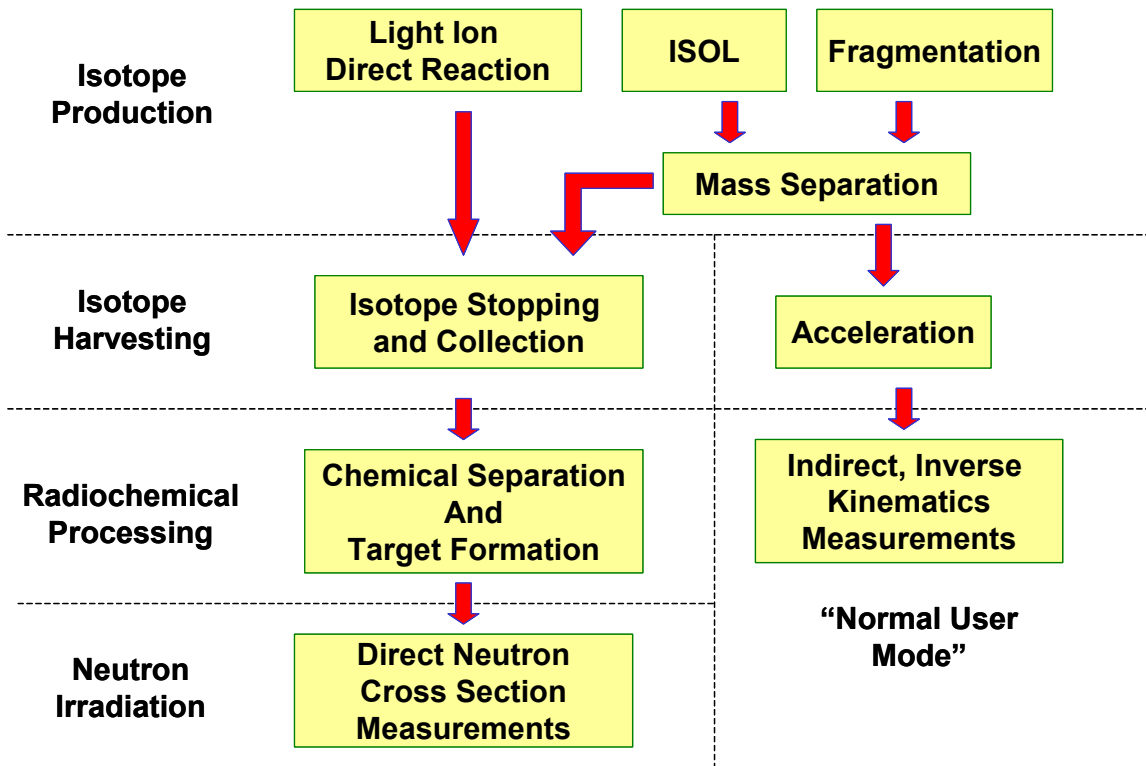 Isotope
Production
Light Ion
Direct Reaction
ISOL
Fragmentation
Mass Separation
Isotope
Harvesting
Isotope Stopping
and Collection
Acceleration
Radiochemical
Processing
Chemical Separation
And
Target Formation
Indirect, Inverse
Kinematics
Measurements
“Normal User
Mode”
Neutron
Irradiation
Direct Neutron
Cross Section
Measurements